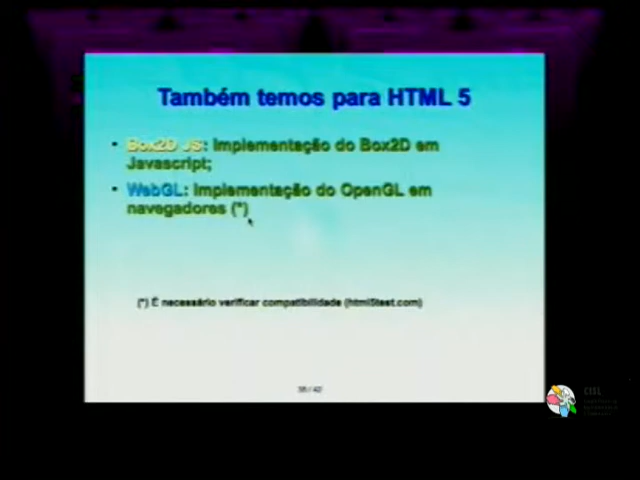 Também temos para HTML 5
• Box2D JS: Implementação do Box2D em
Javascript;
• WebGL: Implementação do OpenGL em
navegadores (*)
(*) É necessário verificar compatibilidade (html5test.com)